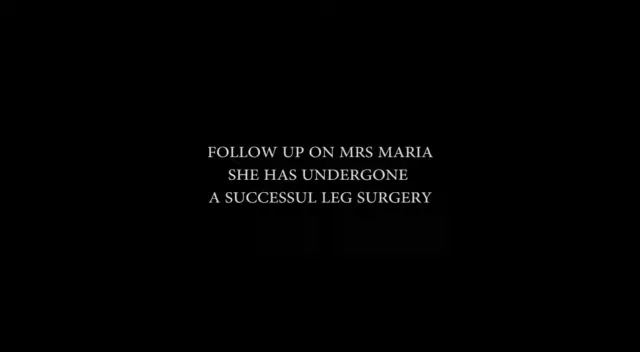 FOLLOW UP ON MRS MARIA
SHE HAS UNDERGONE
A SUCCESSUL LEG SURGERY